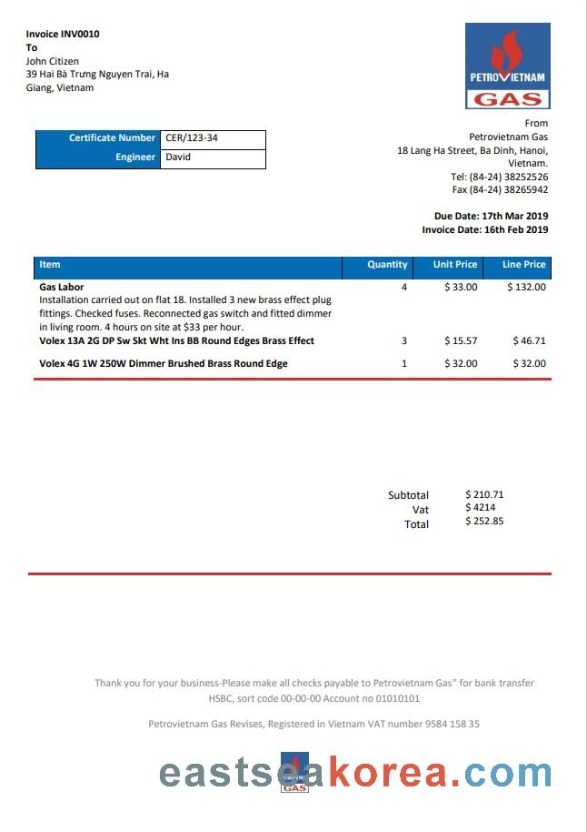 Invoice INV0010
To
John Citizen
39 Hai Bà Trưng Nguyen Trai, Ha
Giang, Vietnam
PETROVIETNAM
GAS
From
Petrovietnam Gas
18 Lang Ha Street, Ba Dinh, Hanoi,
Vietnam.
Tel: (84-24) 38252526
Fax (84-24) 38265942
Certificate Number CER/123-34
Engineer David
Due Date: 17th Mar 2019
Invoice Date: 16th Feb 2019
Item Quantity Unit Price Line Price
Gas Labor 4 $ 33.00 $ 132.00
Installation carried out on flat 18. Installed 3 new brass effect plug
fittings. Checked fuses. Reconnected gas switch and fitted dimmer
in living room. 4 hours on site at $33 per hour.
Volex 13A 2G DP Sw Skt Wht Ins BB Round Edges Brass Effect 3 $ 15.57 $ 46.71
Volex 4G 1W 250W Dimmer Brushed Brass Round Edge 1 $ 32.00 $ 32.00
Subtotal $ 210.71
Vat $ 4214
Total $ 252.85
Thank you for your business-Please make all checks payable to Petrovietnam Gas" for bank transfer
HSBC, sort code 00-00-00 Account no 01010101
Petrovietnam Gas Revises, Registered in Vietnam VAT number 9584 158 35
eastseakorea.com
GAS